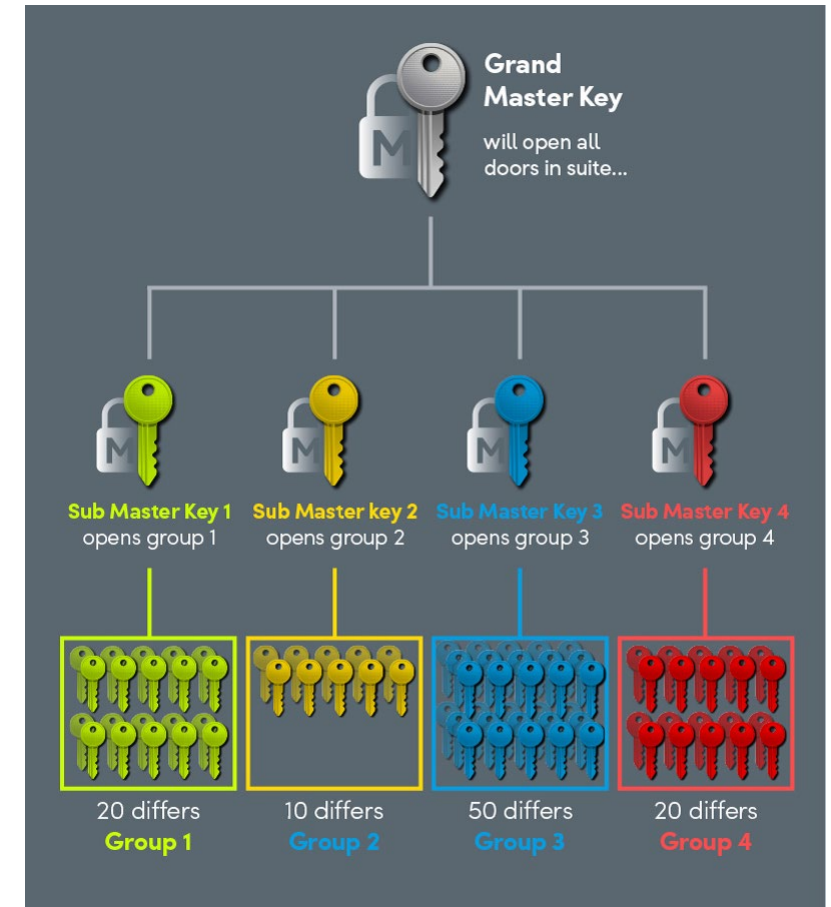 Grand
Master Key
will open all
doors in suite...
M
M
M
M
M
Sub Master Key 1
opens group 1
Sub Master key 2
opens group 2
Sub Master Key 3
opens group 3
Sub Master Key 4
opens group 4
20 differs
Group 1
10 differs
Group 2
50 differs
Group 3
20 differs
Group 4